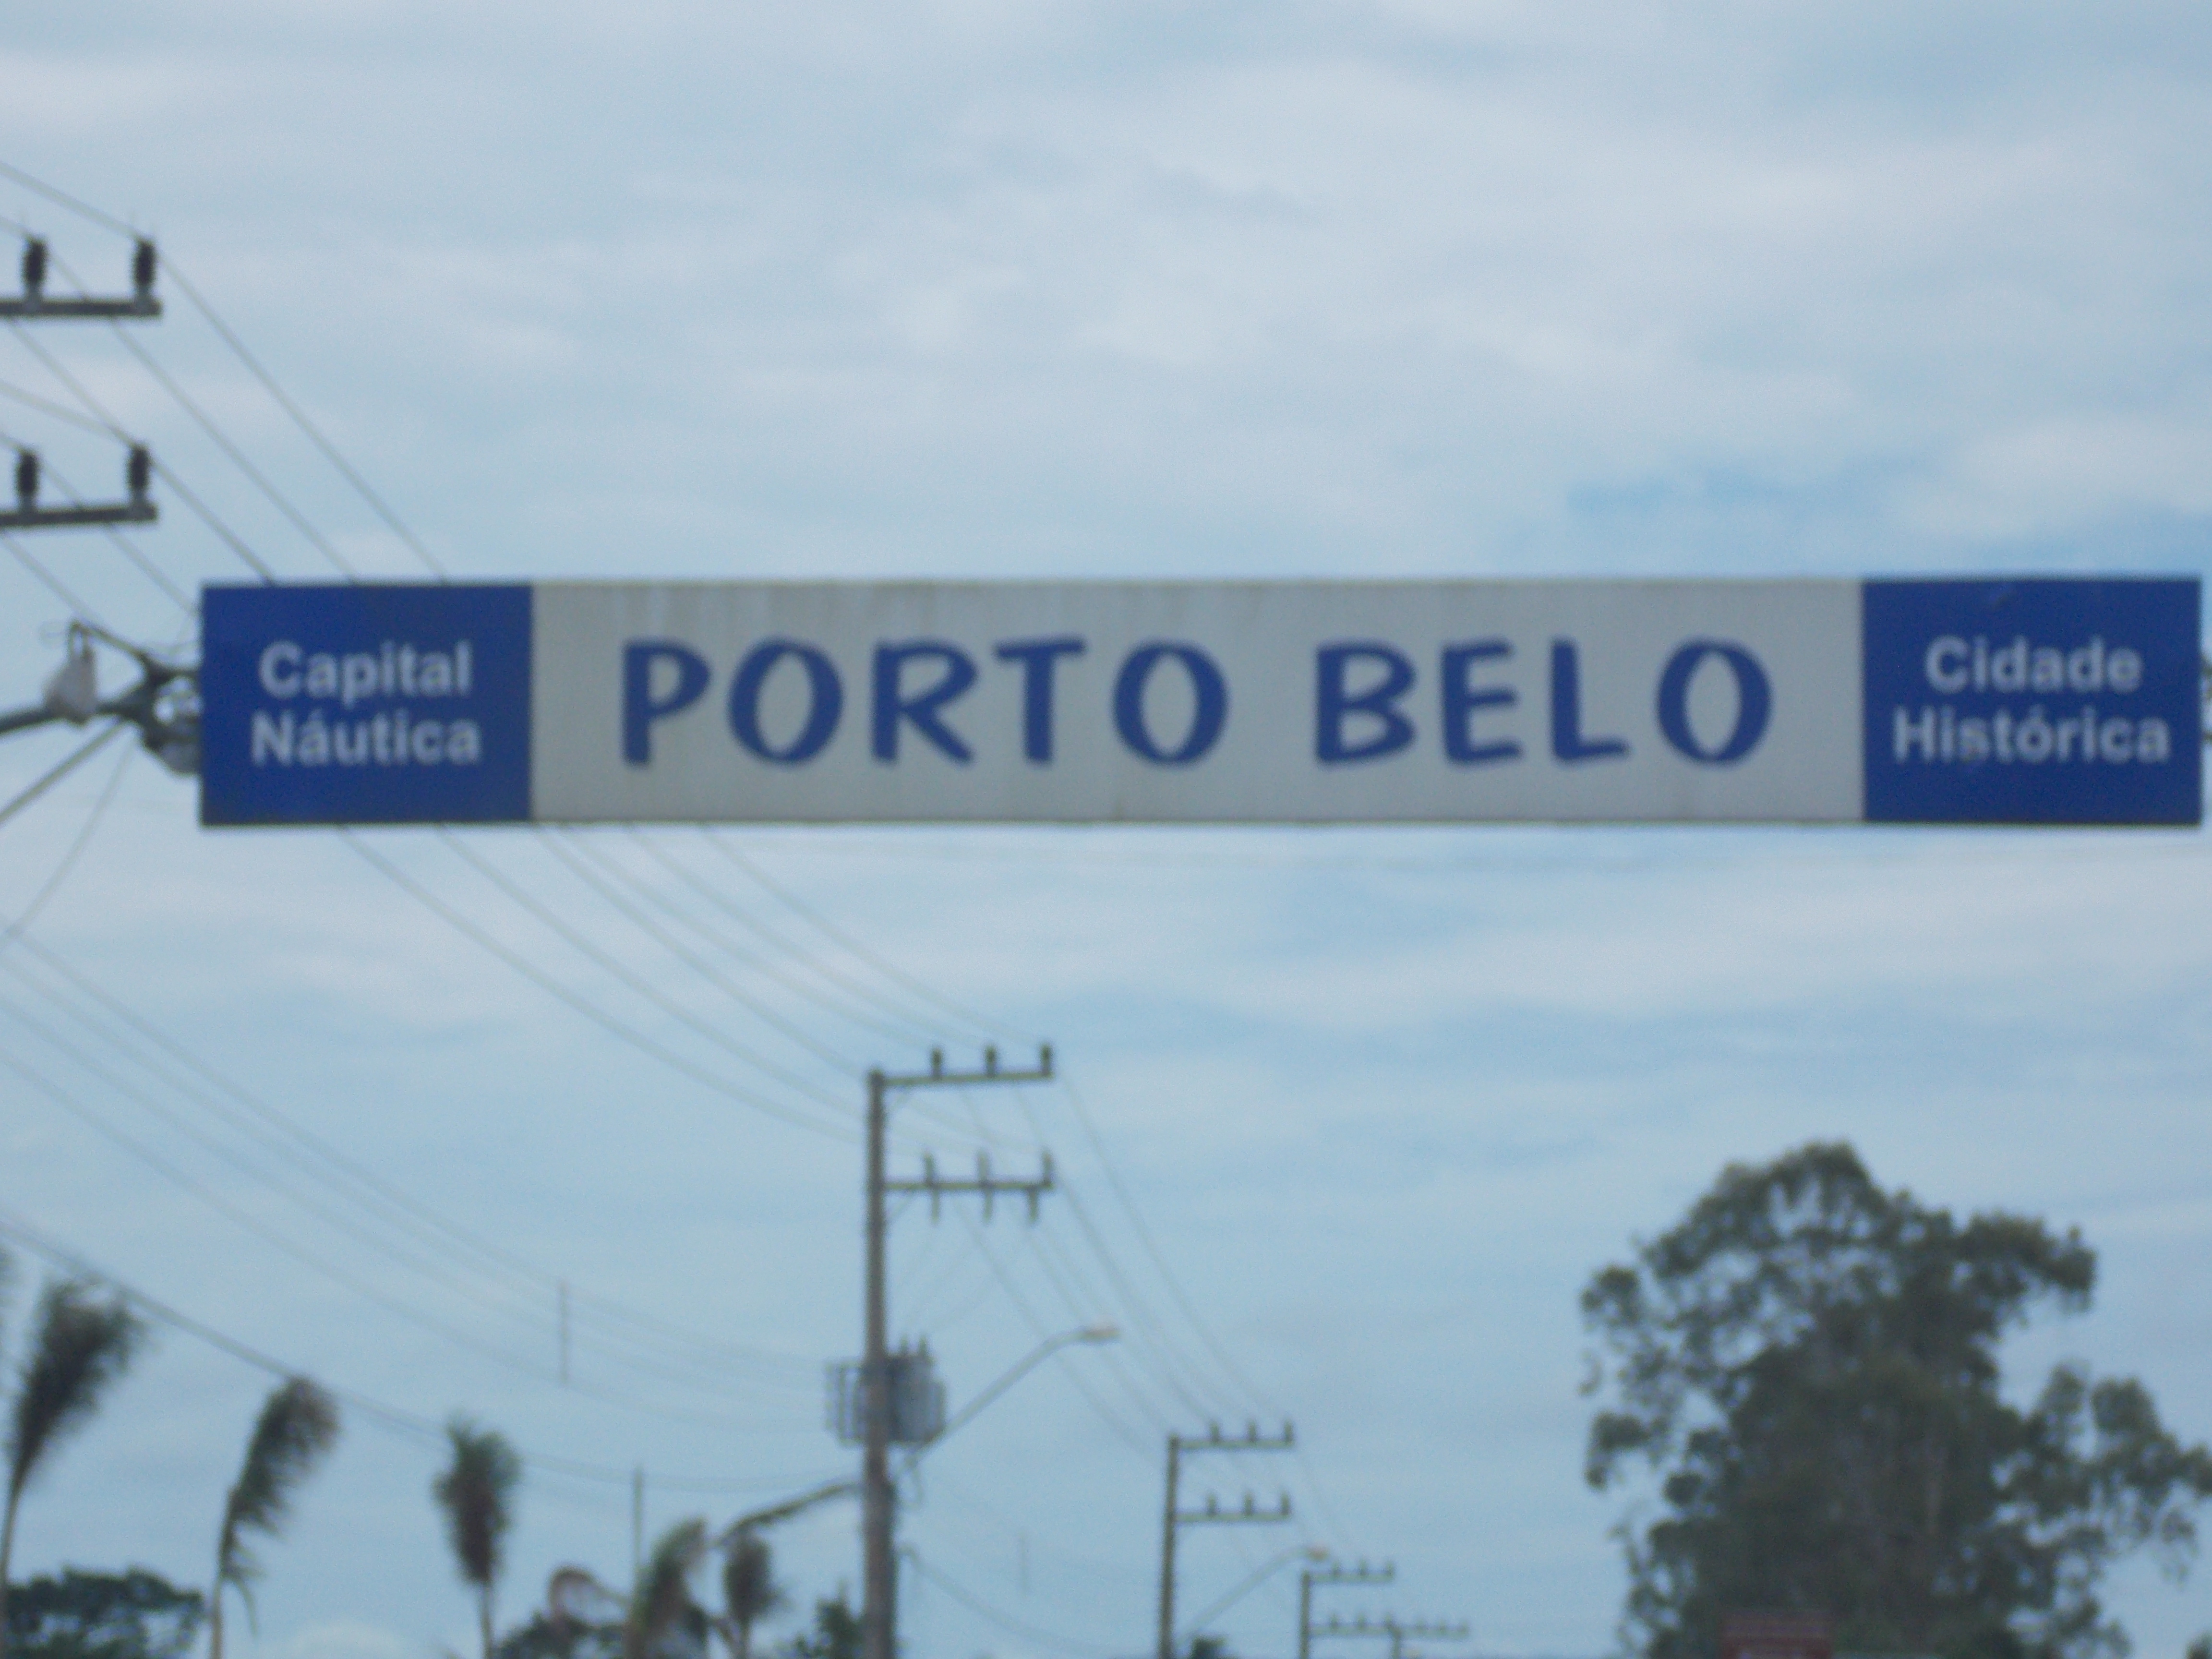 Capital
Náutica
PORTO BELO
Cidade
Histórica